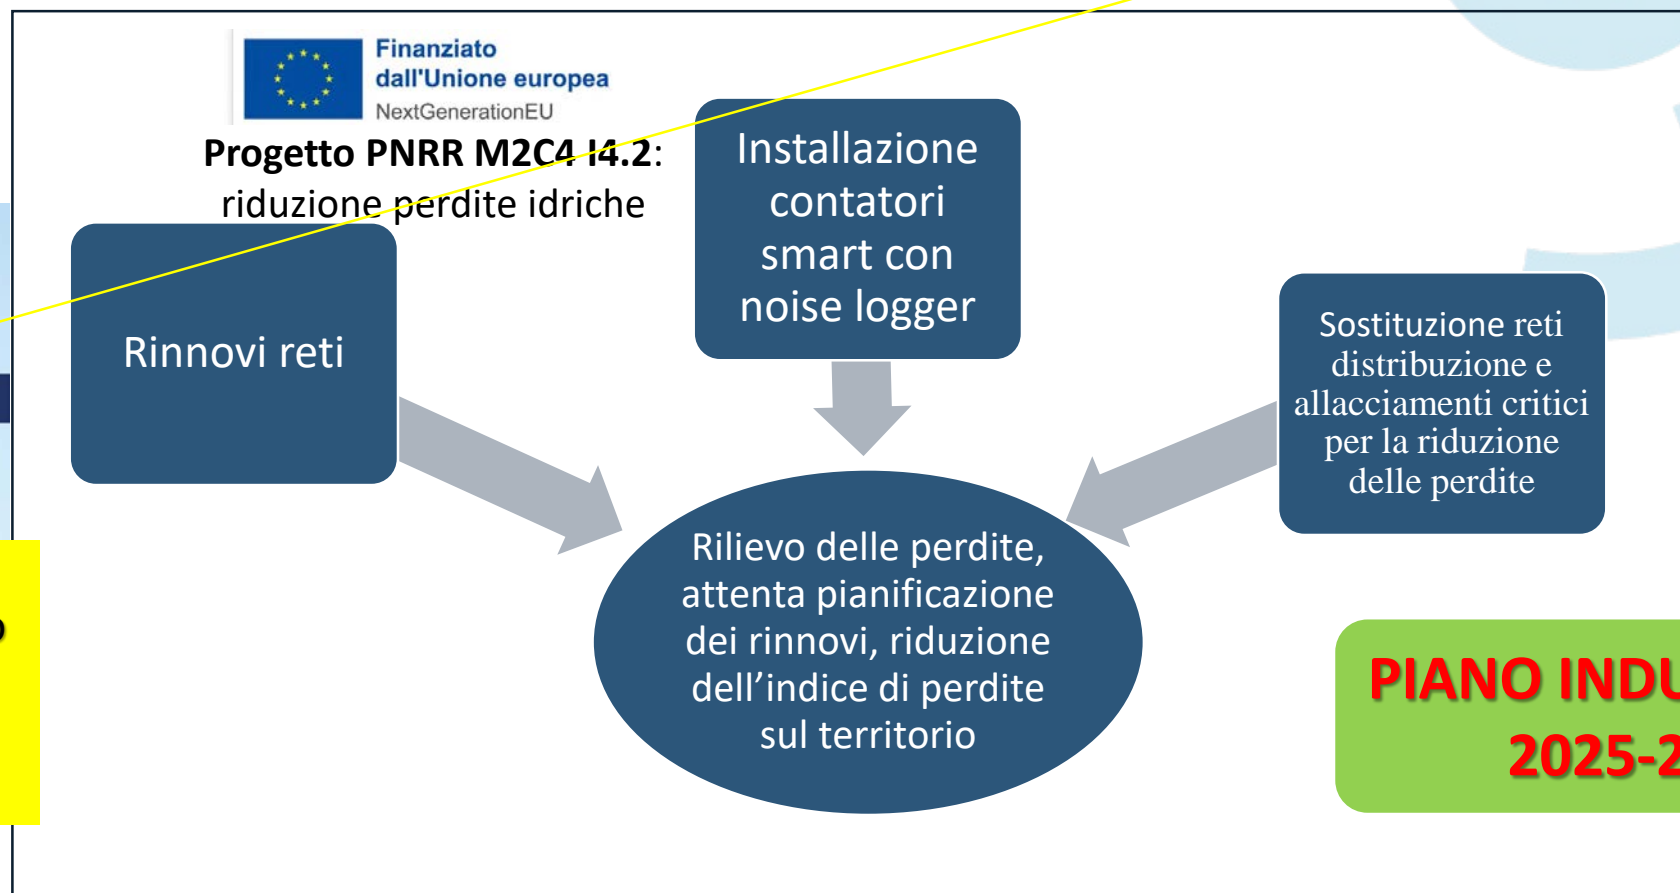 Finanziato
dall'Unione europea
NextGenerationEU
Progetto PNRR M2C4 I4.2:
riduzione perdite idriche
Rinnovi reti
Installazione
contatori
smart con
noise logger
Sostituzione reti
distribuzione e
allacciamenti critici
per la riduzione
delle perdite
Rilievo delle perdite,
attenta pianificazione
dei rinnovi, riduzione
dell’indice di perdite
sul territorio
PIANO INDU
2025-2